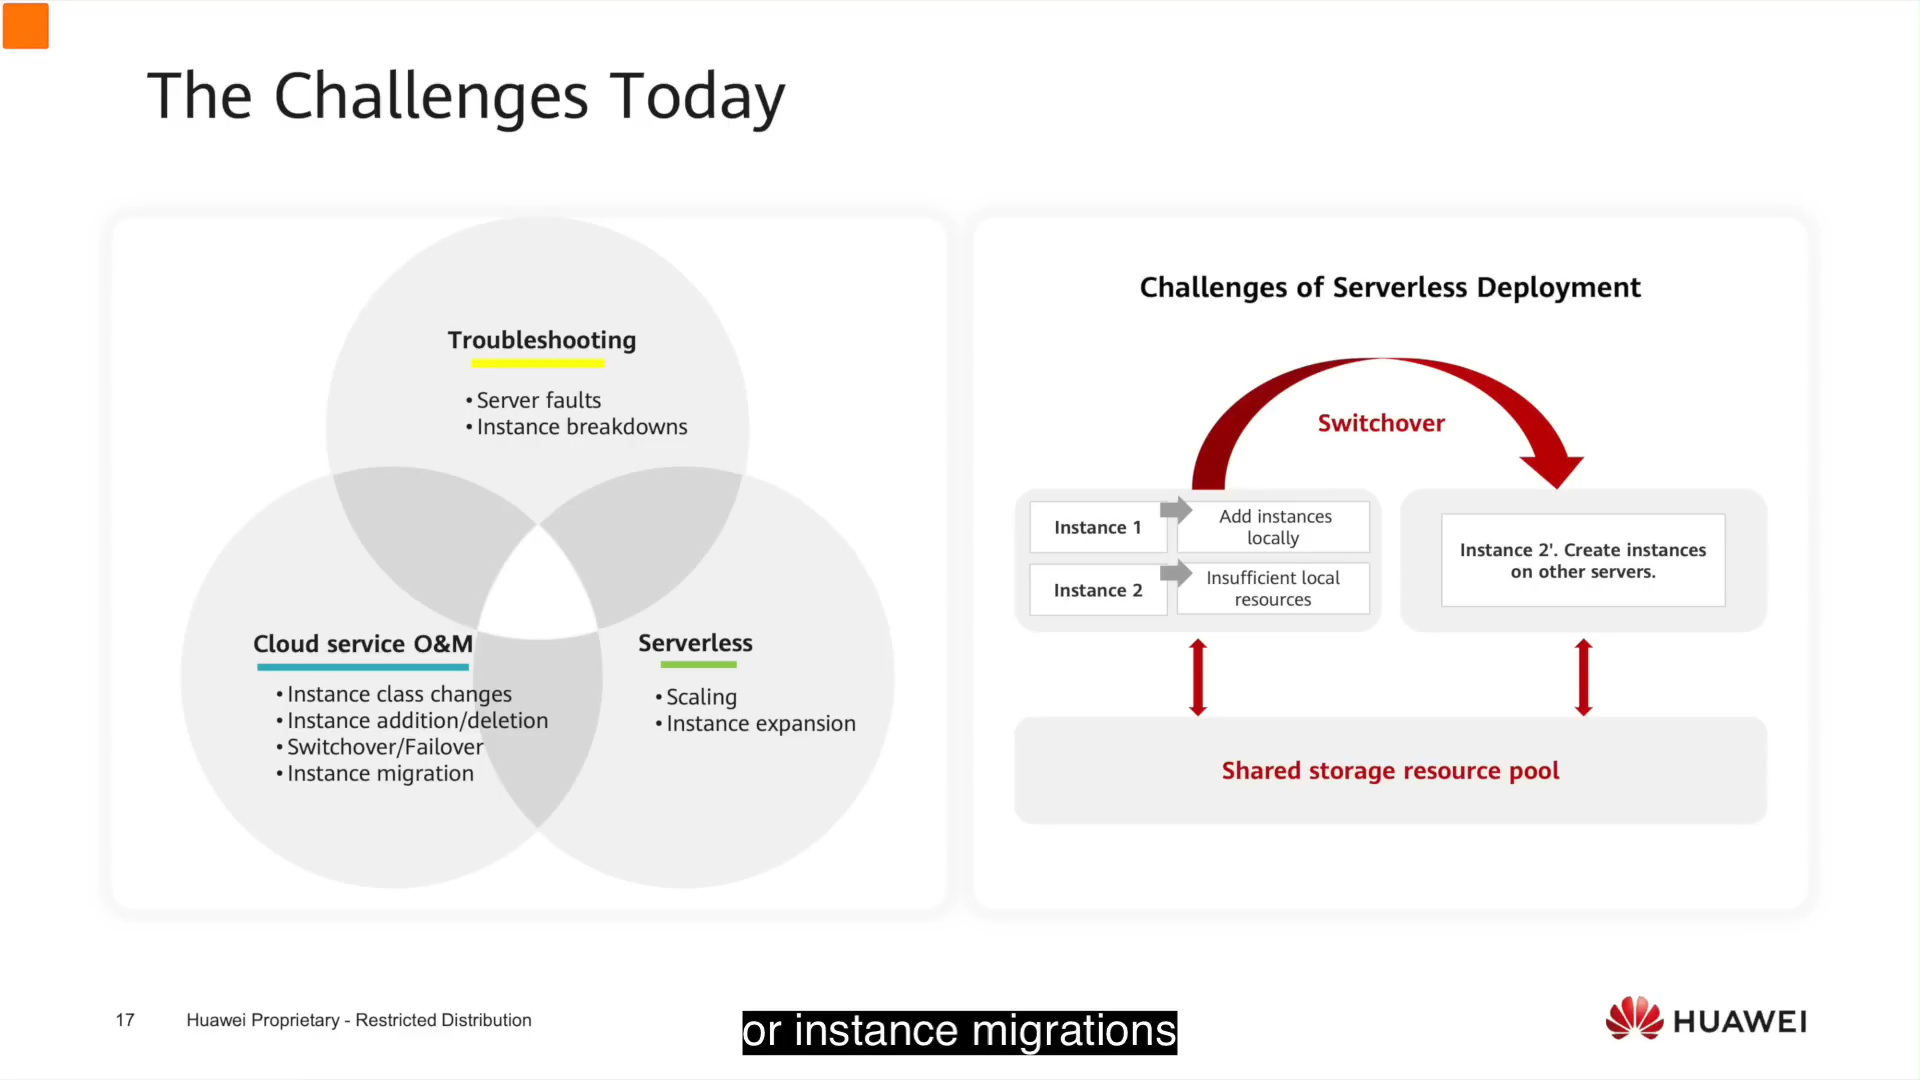 The Challenges Today
Troubleshooting
• Server faults
• Instance breakdowns
Cloud service O&M
• Instance class changes
• Instance addition/deletion
• Switchover/Failover
• Instance migration
Serverless
• Scaling
• Instance expansion
Challenges of Serverless Deployment
Switchover
Instance 1
Add instances
locally
Instance 2
Insufficient local
resources
Instance 2'. Create instances
on other servers.
Shared storage resource pool
17
Huawei Proprietary - Restricted Distribution
or instance migrations
HUAWEI